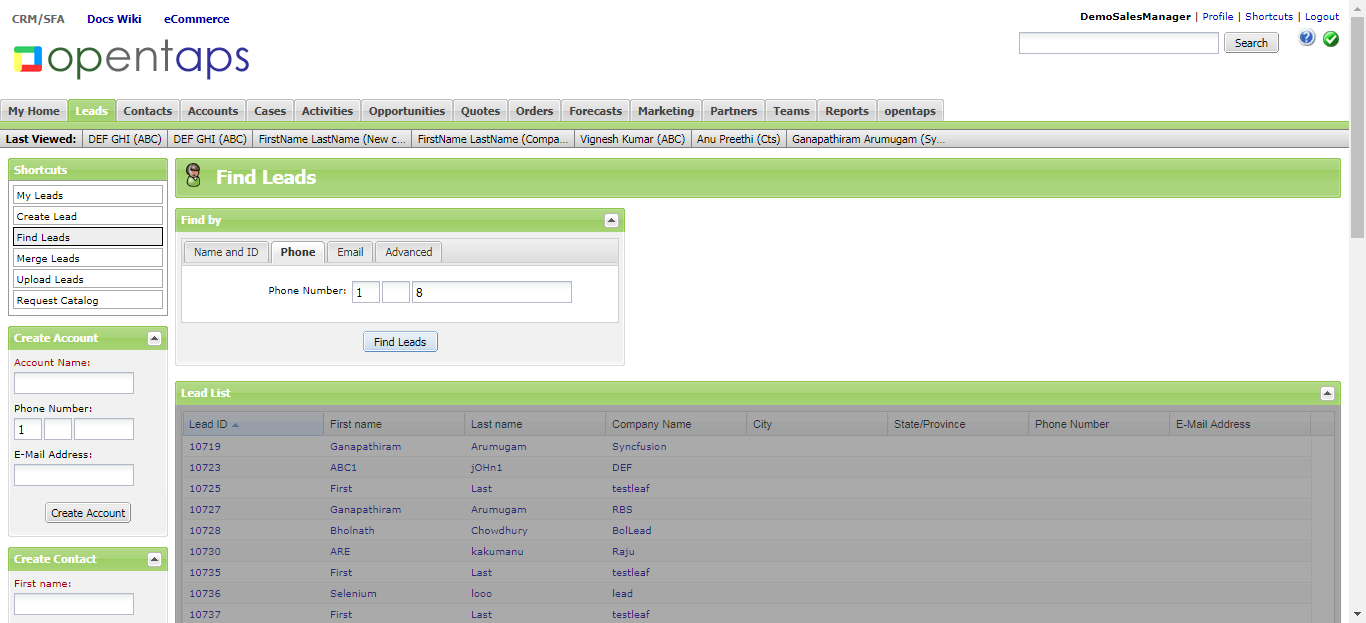 CRM/SFA Docs Wiki eCommerce
DemoSalesManager | Profile | Shortcuts | Logout
opentaps
Search
?
My Home Leads Contacts Accounts Cases Activities Opportunities Quotes Orders Forecasts Marketing Partners Teams Reports opentaps
Last Viewed: DEF GHI (ABC) DEF GHI (ABC) FirstName LastName (New c... FirstName LastName (Compa... Vignesh Kumar (ABC) Anu Preethi (Cts) Ganapathiram Arumugam (Sy...
Shortcuts
My Leads
Create Lead
Find Leads
Merge Leads
Upload Leads
Request Catalog
Create Account
Account Name:
Phone Number:
1
E-Mail Address:
Create Account
Create Contact
First name:
Find Leads
Find by
Name and ID Phone Email Advanced
Phone Number: 1 8
Find Leads
Lead List
Lead ID First name Last name Company Name City State/Province Phone Number E-Mail Address
10719 Ganapathiram Arumugam Syncfusion
10723 ABC1 jOHn1 DEF
10725 First Last testleaf
10727 Ganapathiram Arumugam RBS
10728 Bholnath Chowdhury BolLead
10730 ARE kakumanu Raju
10735 First Last testleaf
10736 Selenium looo lead
10737 First Last testleaf